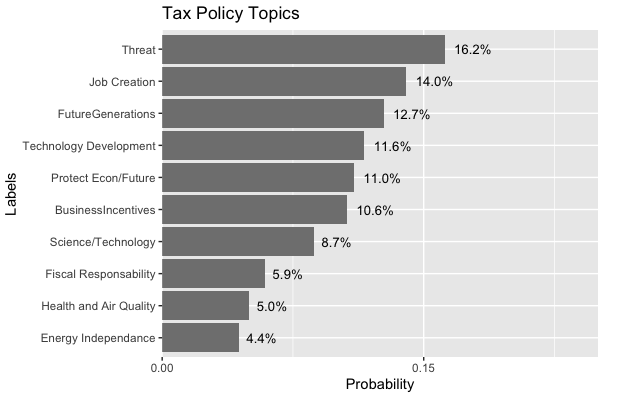 Tax Policy Topics
Threat 16.2%
Job Creation 14.0%
FutureGenerations 12.7%
Technology Development 11.6%
Protect Econ/Future 11.0%
BusinessIncentives 10.6%
Science/Technology 8.7%
Fiscal Responsability 5.9%
Health and Air Quality 5.0%
Energy Independance 4.4%
Labels
0.00 0.15
Probability